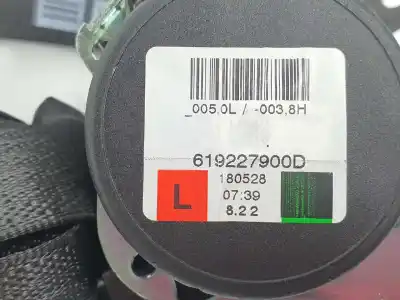 _005,0L / -003,8H
619227900D
180528
L
07:39
8.2 2